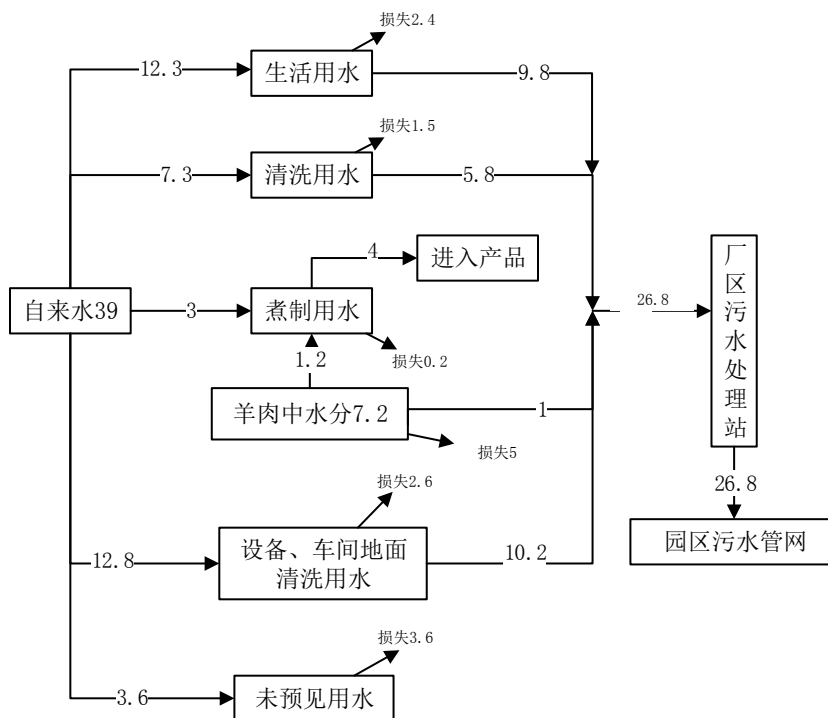 损失2.4
12.3
生活用水
9.8
损失1.5
7.3
清洗用水
5.8
4
进入产品
自来水39
3
煮制用水
26.8
厂区污水处理站
1.2
损失0.2
羊肉中水分7.2
1
损失5
损失2.6
26.8
12.8
设备、车间地面
清洗用水
10.2
园区污水管网
损失3.6
3.6
未预见用水